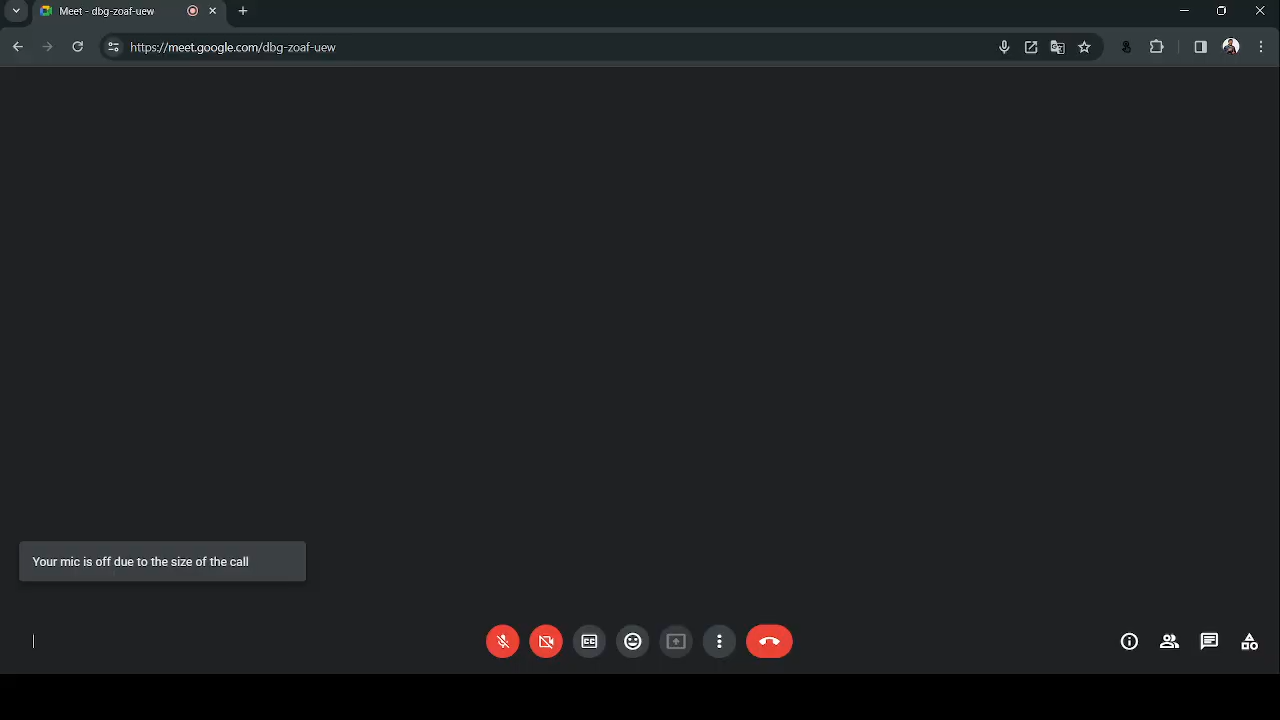 Meet - dbg-zoaf-uew
https://meet.google.com/dbg-zoaf-uew
Your mic is off due to the size of the call
CC